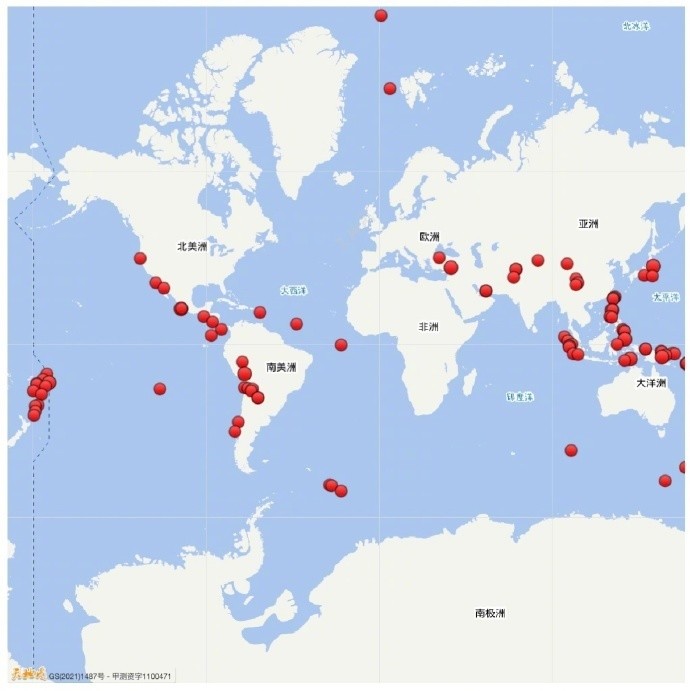 北冰洋
亚洲
欧洲
北美洲
大西洋
太平洋
非洲
南美洲
大洋洲
印度洋
南极洲
天地图
GS(2021)1487号 - 甲测资字1100471